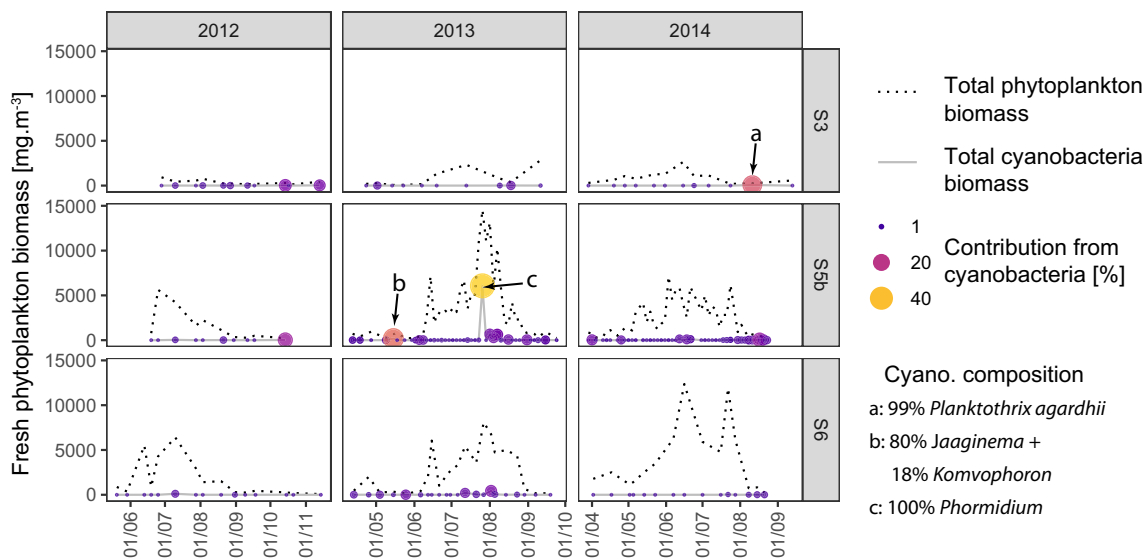 2012
2013
2014
Fresh phytoplankton biomass [mg.m⁻³]
15000
10000
5000
0
S3
a
15000
10000
5000
0
S5b
b
c
15000
10000
5000
0
S6
01/06
01/07
01/08
01/09
01/10
01/11
01/05
01/06
01/07
01/08
01/09
01/10
01/04
01/05
01/06
01/07
01/08
01/09
Total phytoplankton
biomass
Total cyanobacteria
biomass
1
20
40
Contribution from
cyanobacteria [%]
Cyano. composition
a: 99% Planktothrix agardhii
b: 80% Jaaginema +
18% Komvophoron
c: 100% Phormidium